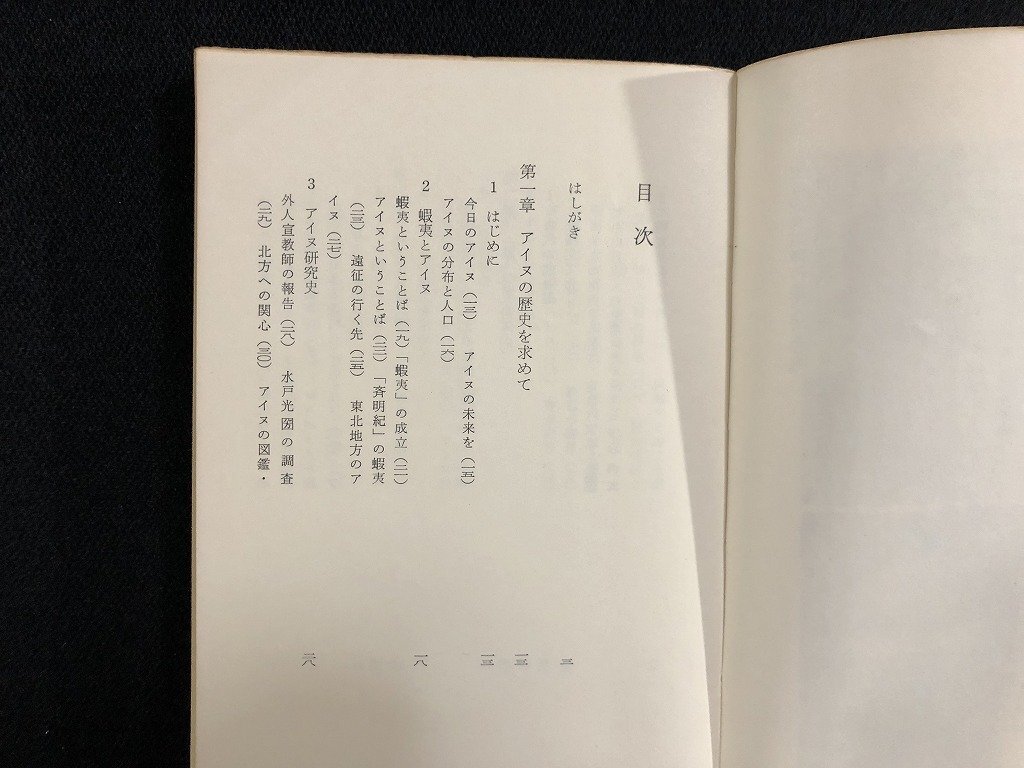 目次
はしがき 三
第一章 アイヌの歴史を求めて 一三
1 はじめに 一三
今日のアイヌ（一三） アイヌの未来を（一五）
アイヌの分布と人口（一六）
2 蝦夷とアイヌ 一八
蝦夷ということば（一九）「蝦夷」の成立（二一）
アイヌということば（二三）「斉明紀」の蝦夷
（二三） 遠征の行く先（二五） 東北地方のア
イヌ（二七）
3 アイヌ研究史 二八
外人宣教師の報告（二八） 水戸光圀の調査
（二九） 北方への関心（三〇） アイヌの図鑑・